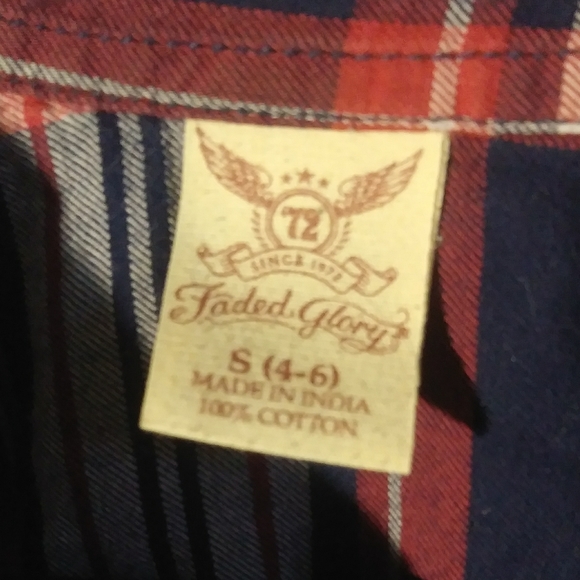 '72
SINCE 1972
Faded Glory
S (4-6)
MADE IN INDIA
100% COTTON